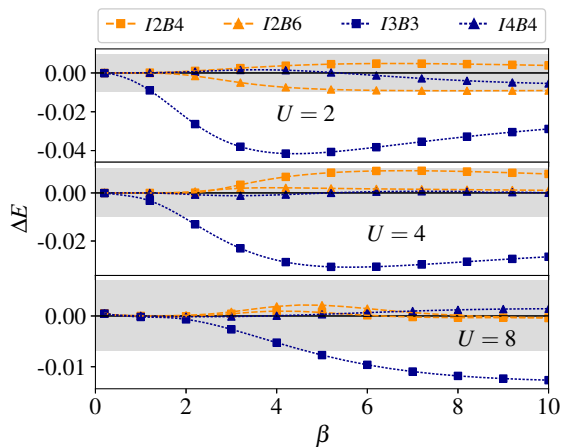 I2B4 I2B6 I3B3 I4B4
0.00
-0.02
-0.04
U = 2
0.00
-0.02
U = 4
ΔE
0.00
-0.01
U = 8
0 2 4 6 8 10
β